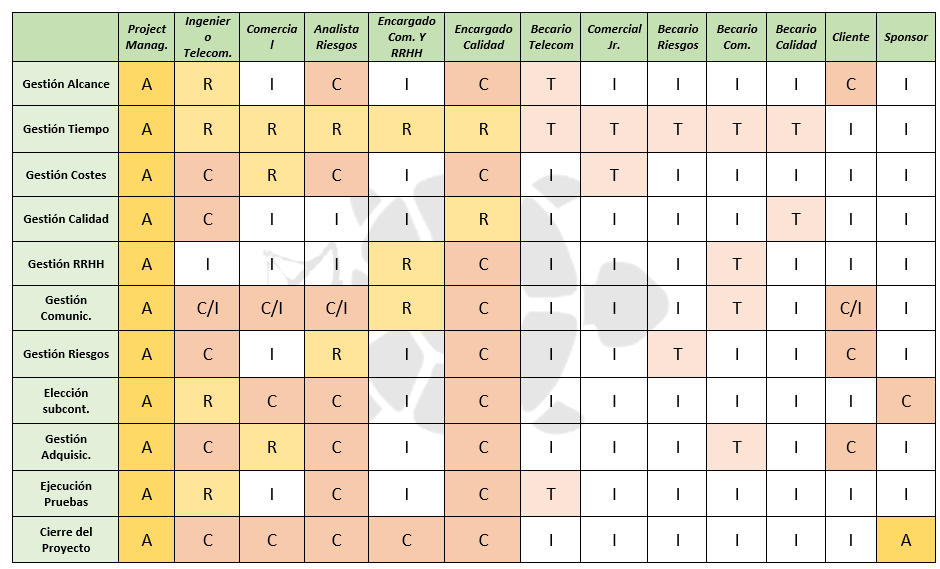 Project Manag. Ingeniero Telecom. Comercial Analista Riesgos Encargado Com. Y RRHH Encargado Calidad Becario Telecom Comercial Jr. Becario Riesgos Becario Com. Becario Calidad Cliente Sponsor
Gestión Alcance A R I C I C T I I I I C I
Gestión Tiempo A R R R R R T T T T T I I
Gestión Costes A C R C I C I T I I I I I
Gestión Calidad A C I I I R I I I I T I I
Gestión RRHH A I I I R C I I I T I I I
Gestión Comunic. A C/I C/I C/I R C I I I T I C/I I
Gestión Riesgos A C I R I C I I T I I C I
Elección subcont. A R C C I C I I I I I I C
Gestión Adquisic. A C R C I C I I I T I C I
Ejecución Pruebas A R I C I C T I I I I I I
Cierre del Proyecto A C C C C C I I I I I I A